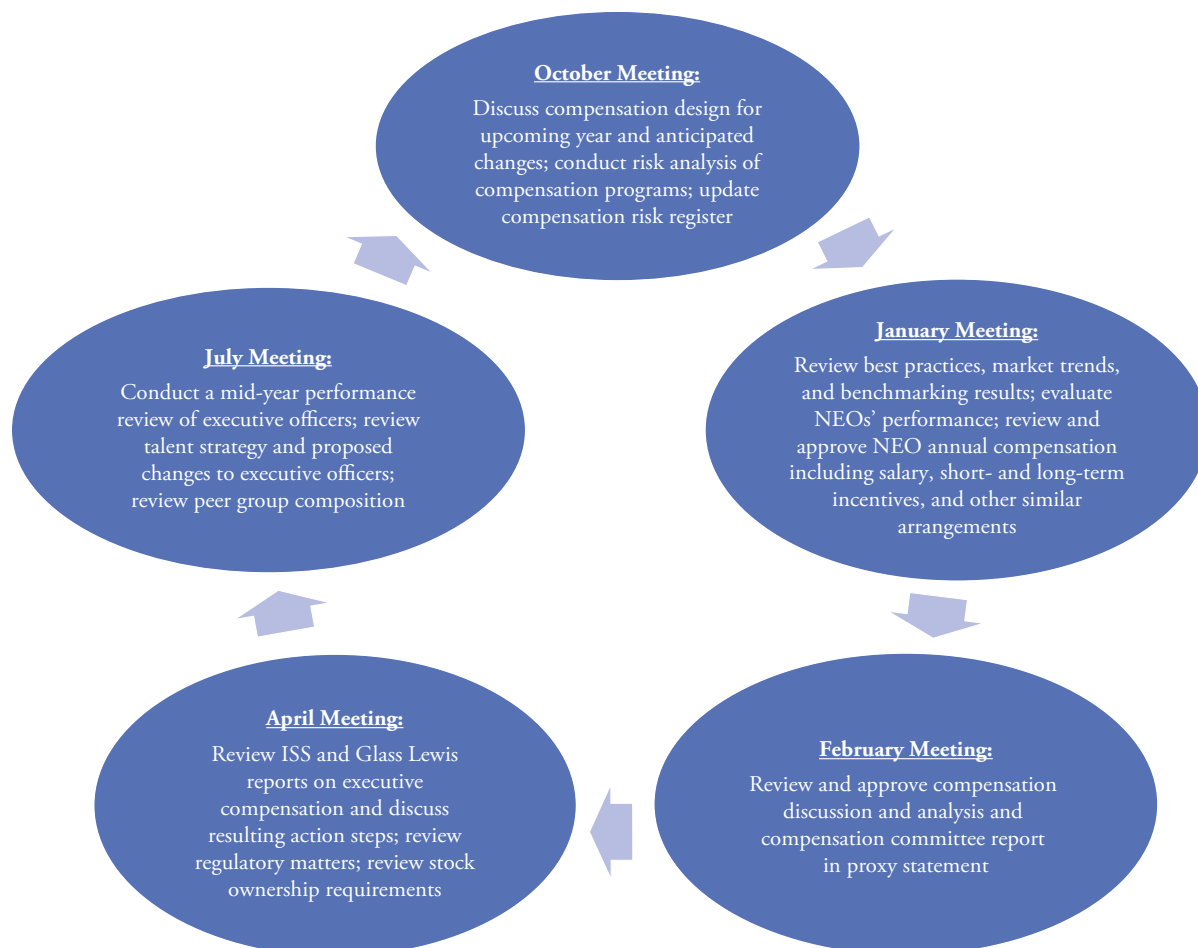 October Meeting:
Discuss compensation design for
upcoming year and anticipated
changes; conduct risk analysis of
compensation programs; update
compensation risk register
January Meeting:
Review best practices, market trends,
and benchmarking results; evaluate
NEOs’ performance; review and
approve NEO annual compensation
including salary, short- and long-term
incentives, and other similar
arrangements
February Meeting:
Review and approve compensation
discussion and analysis and
compensation committee report
in proxy statement
April Meeting:
Review ISS and Glass Lewis
reports on executive
compensation and discuss
resulting action steps; review
regulatory matters; review stock
ownership requirements
July Meeting:
Conduct a mid-year performance
review of executive officers; review
talent strategy and proposed
changes to executive officers;
review peer group composition